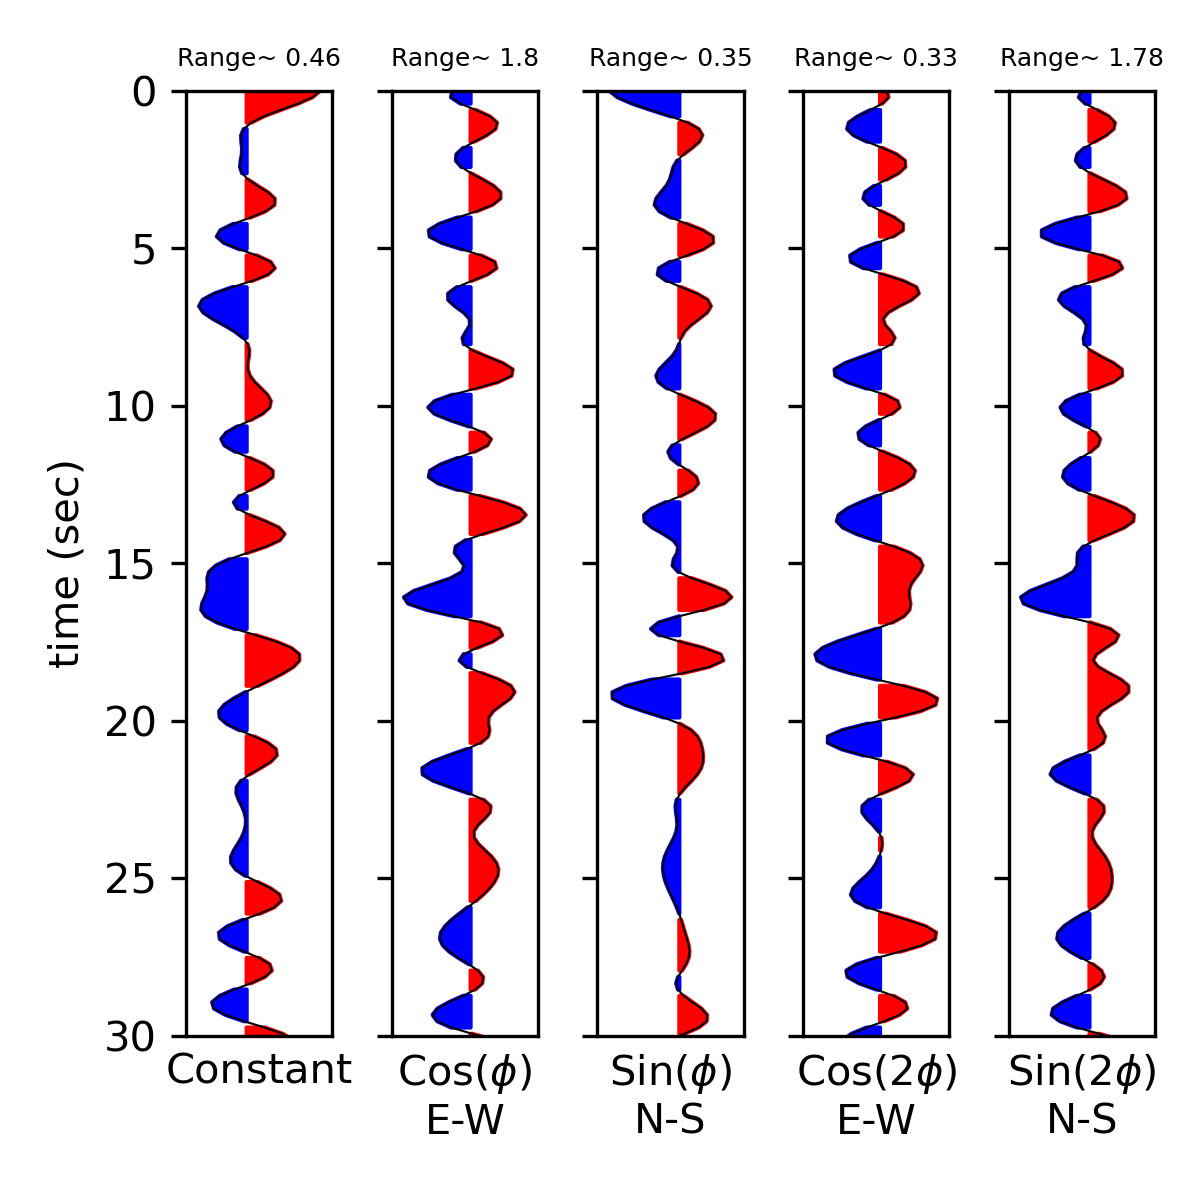 Range~ 0.46 Range~ 1.8 Range~ 0.35 Range~ 0.33 Range~ 1.78
0
5
10
15
20
25
30
time (sec)
Constant Cos(ϕ) Sin(ϕ) Cos(2ϕ) Sin(2ϕ)
E-W N-S E-W N-S